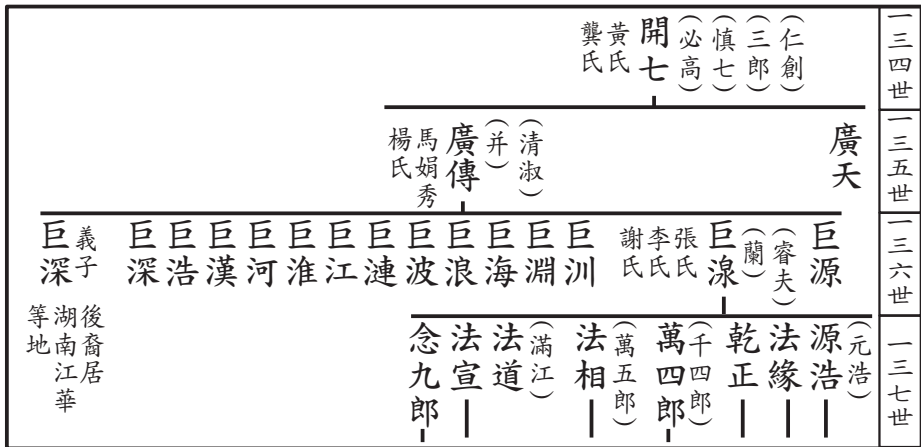 一三四世
（仁創）
（三郎）
（慎七）
（必高）
開七
黃氏
龔氏
一三五世
廣天
（清淑）
（并）
廣傳
馬娟秀
楊氏
一三六世
巨源
（睿夫）
（蘭）
巨湶
張氏
李氏
謝氏
巨汌
巨淵
巨海
巨浪
巨波
巨漣
巨江
巨淮
巨河
巨漢
巨浩
巨深
義子
巨深
後裔居
湖南江華
等地
一三七世
（元浩）
源浩
法緣
乾正
（千四郎）
萬四郎
（萬五郎）
法相
（滿江）
法道
法宣
念九郎